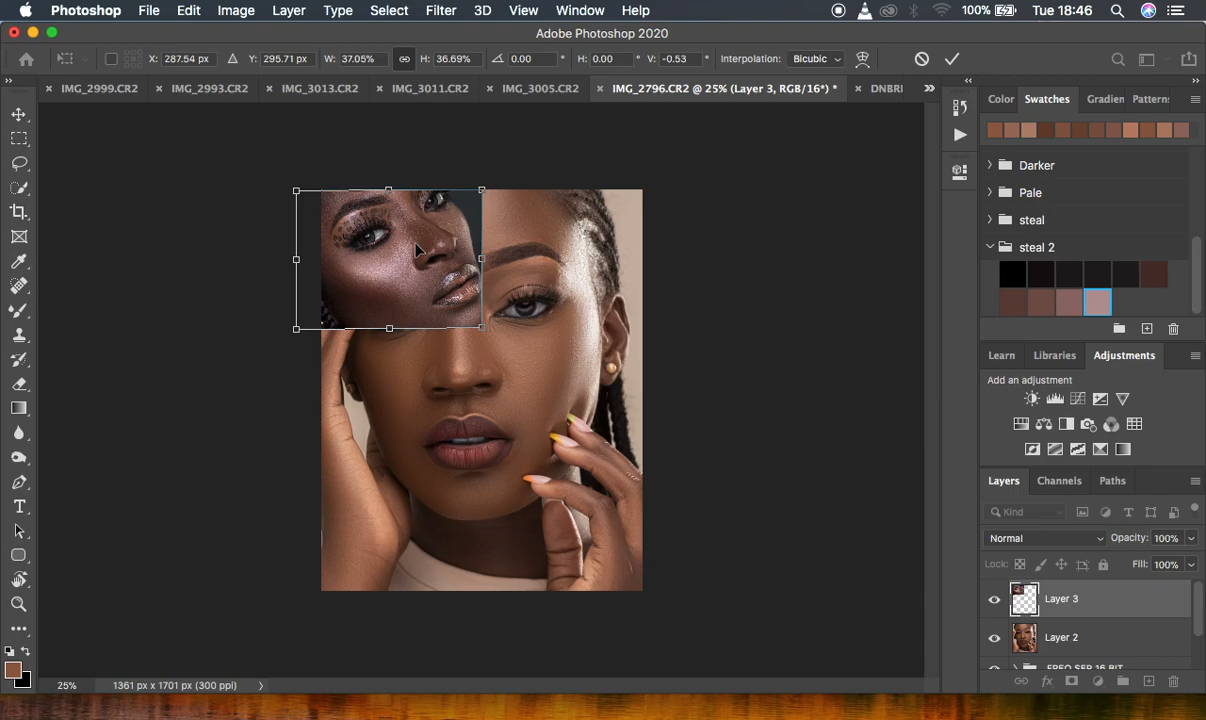 Photoshop File Edit Image Layer Type Select Filter 3D View Window Help 100% Tue 18:46
Adobe Photoshop 2020
X: 287.54 px Y: 295.71 px W: 37.05% H: 36.69% 0.00 ° H: 0.00 ° V: -0.53 ° Interpolation: Bicubic
IMG_2999.CR2 IMG_2993.CR2 IMG_3013.CR2 IMG_3011.CR2 IMG_3005.CR2 IMG_2796.CR2 @ 25% (Layer 3, RGB/16*) * DNBRI
Color Swatches Gradien Pattern
Darker
Pale
steal
steal 2
Learn Libraries Adjustments
Add an adjustment
Layers Channels Paths
Kind
Normal Opacity: 100%
Lock: Fill: 100%
Layer 3
Layer 2
FREQ SEP 16 BIT
25% 1361 px x 1701 px (300 ppi)